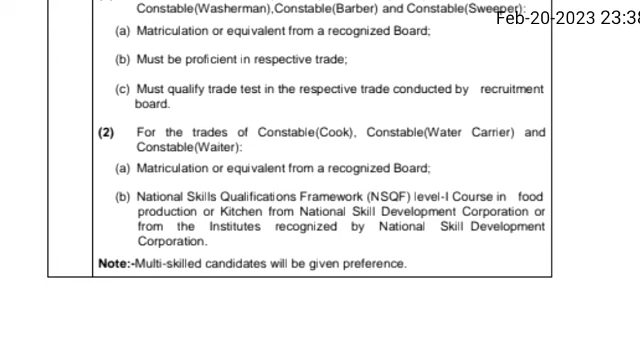 Constable(Washerman),Constable(Barber) and Constable(Sweeper):
Feb-20-2023 23:38
(a) Matriculation or equivalent from a recognized Board;
(b) Must be proficient in respective trade;
(c) Must qualify trade test in the respective trade conducted by recruitment
board.
(2) For the trades of Constable(Cook), Constable(Water Carrier) and
Constable(Waiter):
(a) Matriculation or equivalent from a recognized Board;
(b) National Skills Qualifications Framework (NSQF) level-I Course in food
production or Kitchen from National Skill Development Corporation or
from the Institutes recognized by National Skill Development
Corporation.
Note:-Multi-skilled candidates will be given preference.